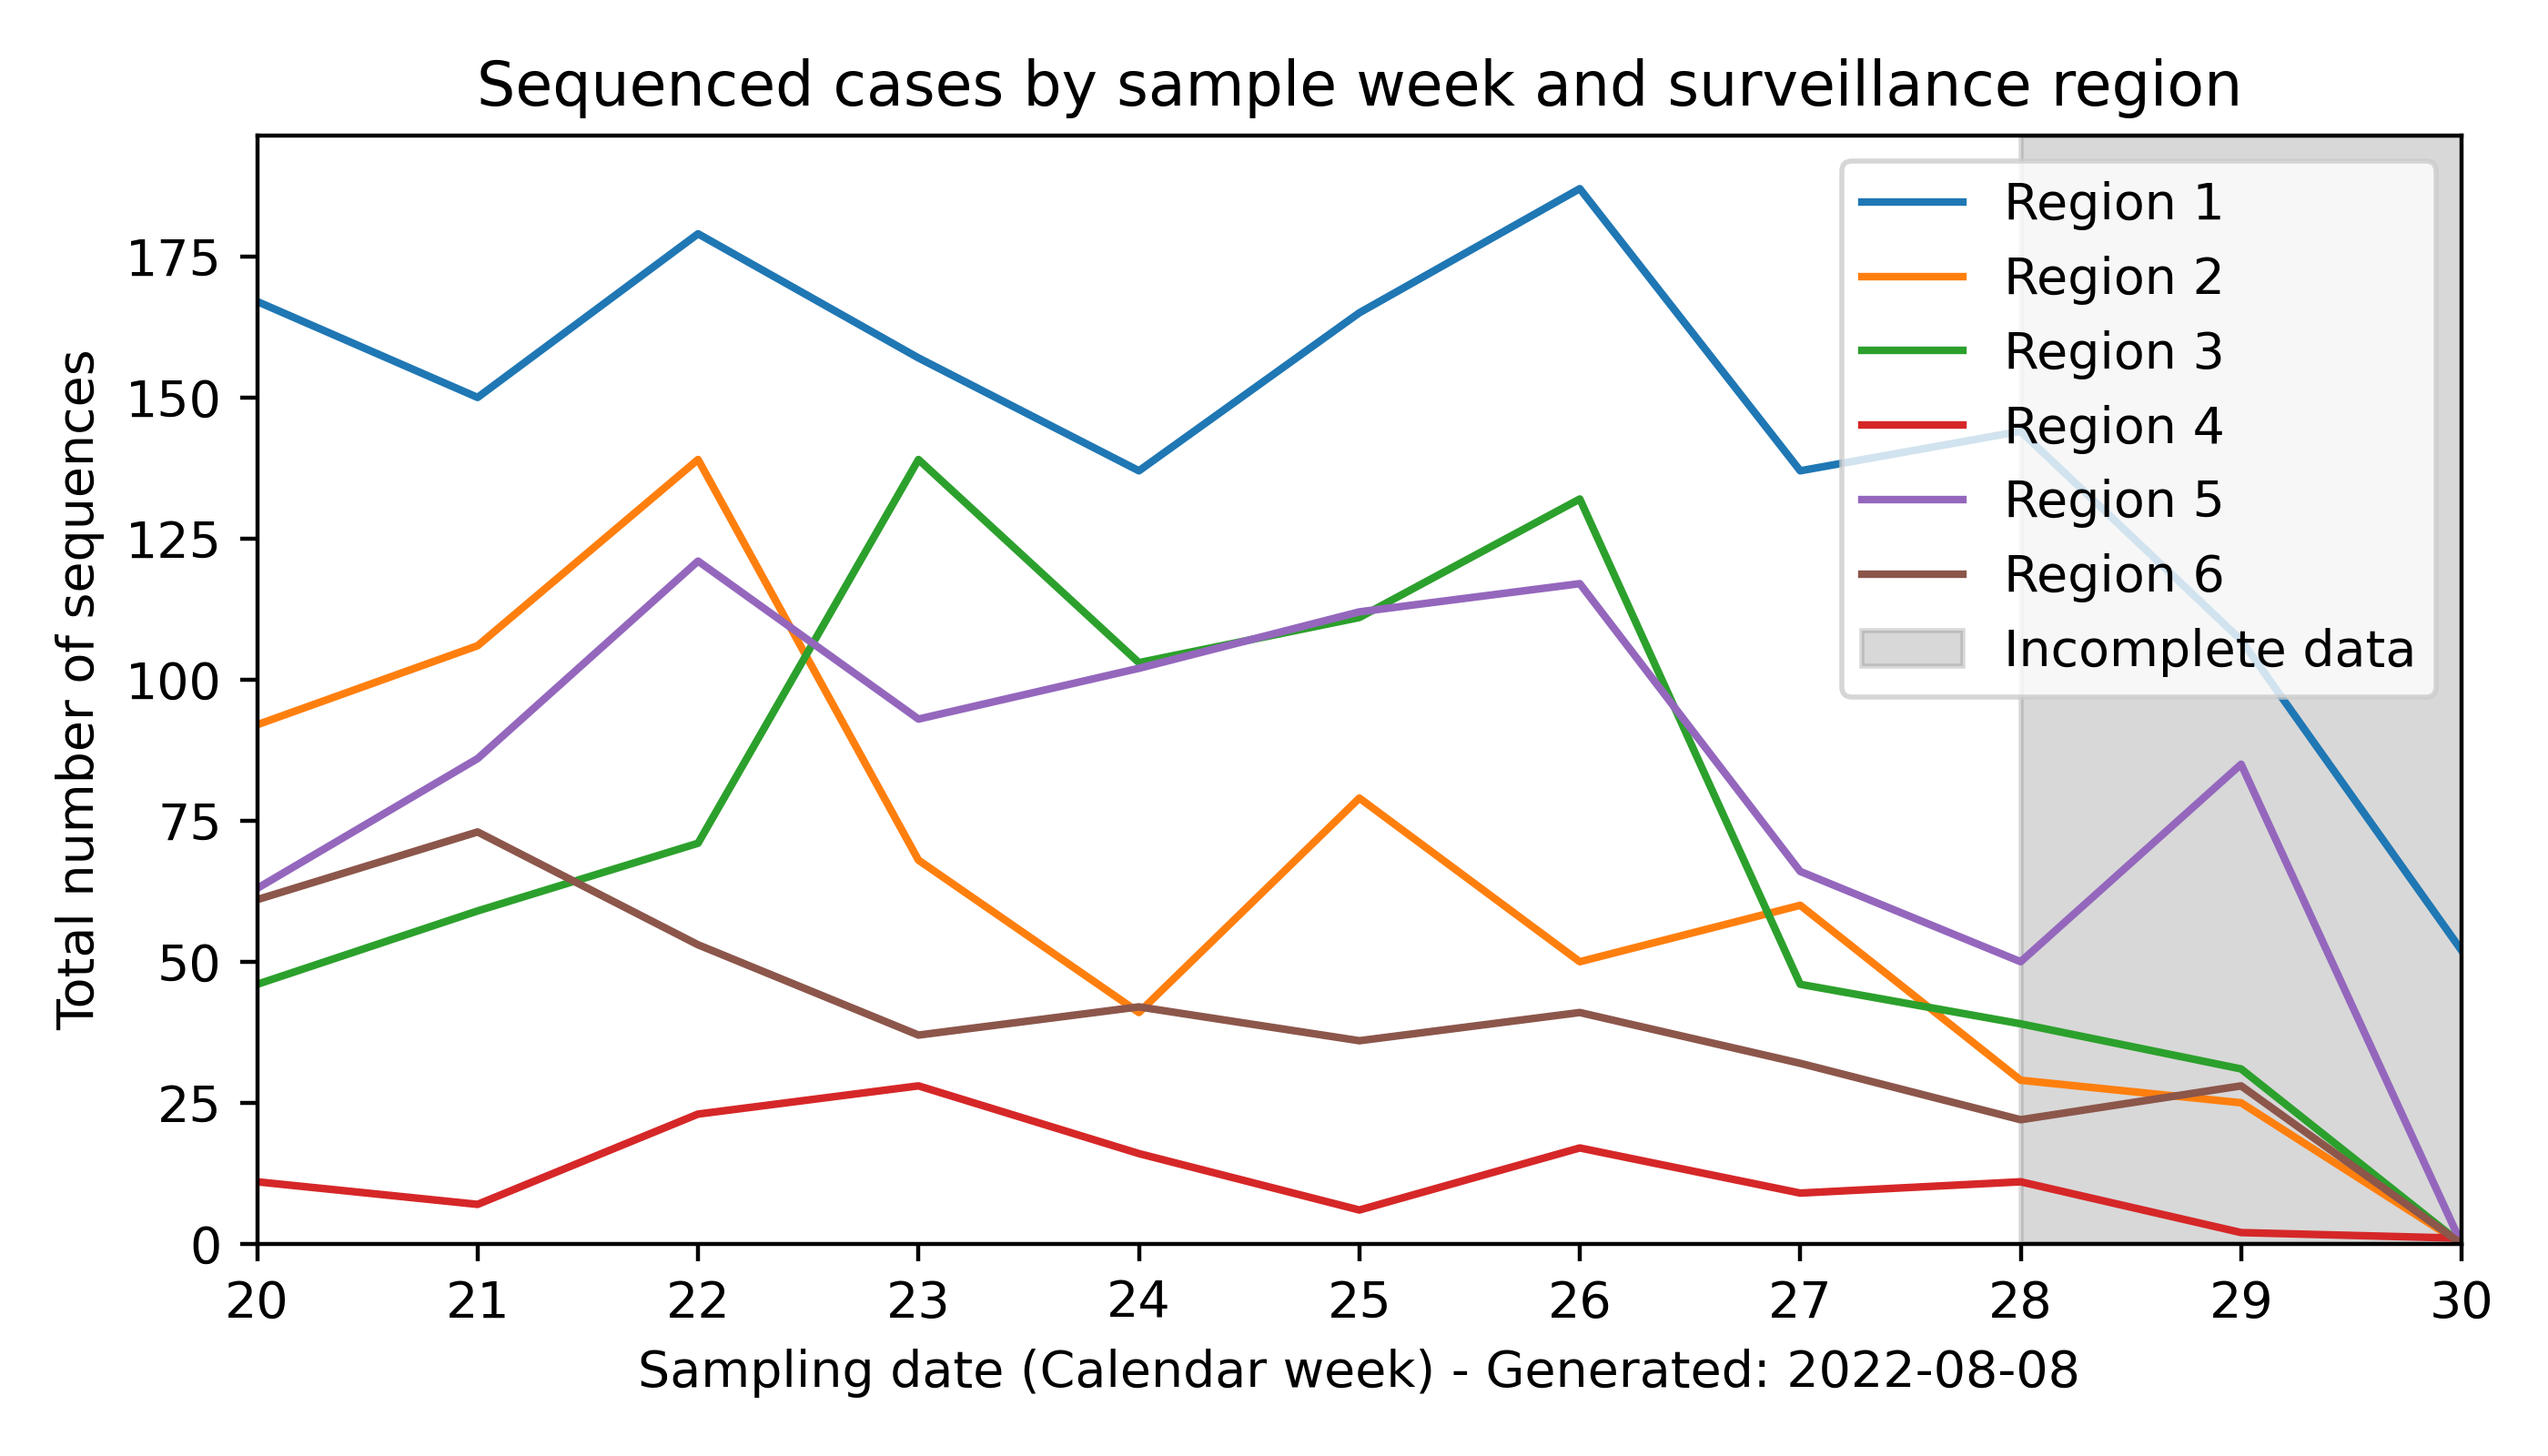 Sequenced cases by sample week and surveillance region
Total number of sequences
175
150
125
100
75
50
25
0
Region 1
Region 2
Region 3
Region 4
Region 5
Region 6
Incomplete data
20 21 22 23 24 25 26 27 28 29 30
Sampling date (Calendar week) - Generated: 2022-08-08